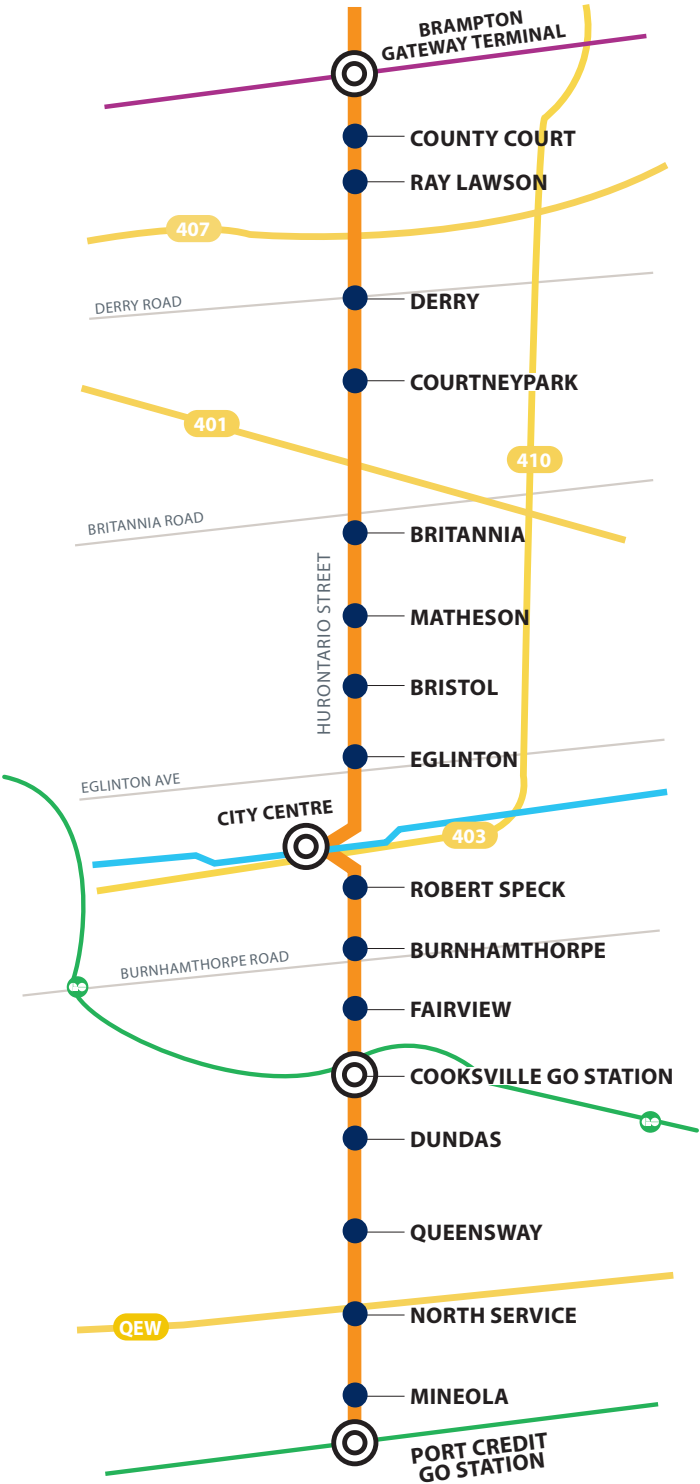 BRAMPTON
GATEWAY TERMINAL
COUNTY COURT
RAY LAWSON
407
DERRY ROAD
DERRY
COURTNEYPARK
401
410
BRITANNIA ROAD
BRITANNIA
HURONTARIO STREET
MATHESON
BRISTOL
EGLINTON
EGLINTON AVE
CITY CENTRE
403
ROBERT SPECK
BURNHAMTHORPE
BURNHAMTHORPE ROAD
GO
FAIRVIEW
COOKSVILLE GO STATION
GO
DUNDAS
QUEENSWAY
NORTH SERVICE
QEW
MINEOLA
PORT CREDIT
GO STATION